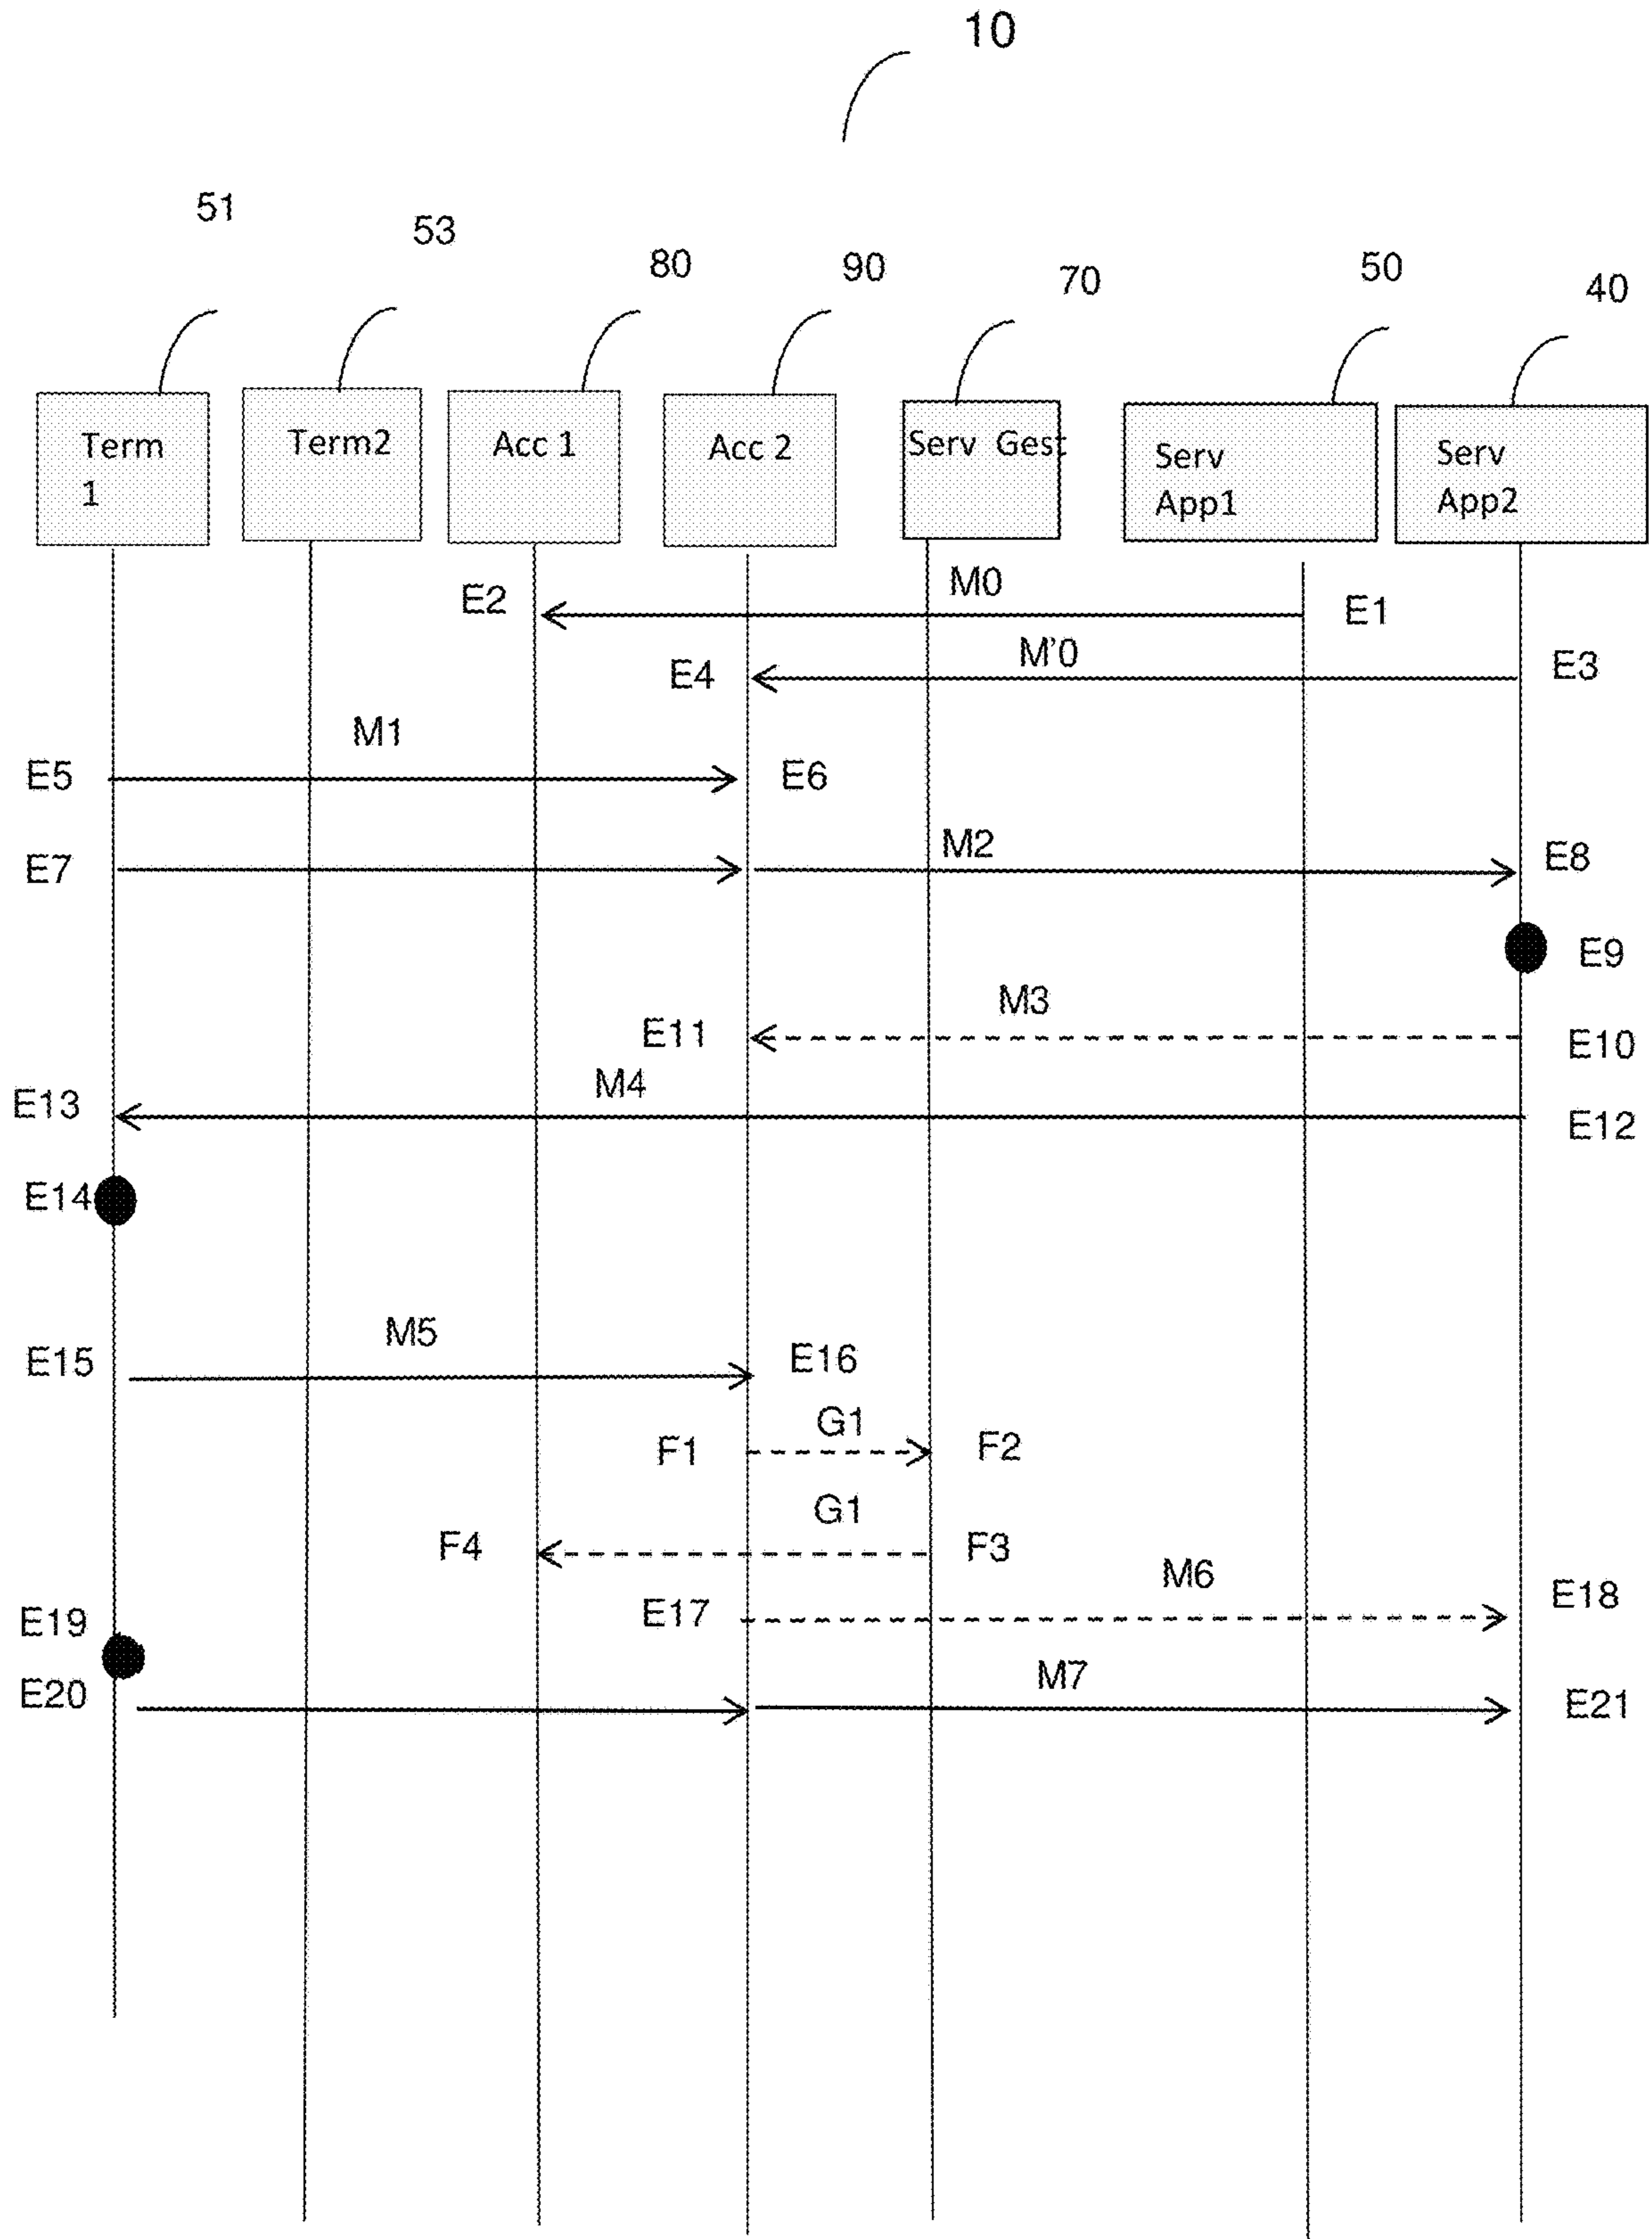 10
51
53
80
90
70
50
40
Term
1
Term2
Acc 1
Acc 2
Serv Gest
Serv
App1
Serv
App2
M0
E2
E1
M'0
E4
E3
M1
E5
E6
M2
E7
E8
E9
M3
E11
E10
M4
E13
E12
E14
M5
E15
E16
G1
F1
F2
G1
F4
F3
M6
E17
E18
E19
M7
E20
E21